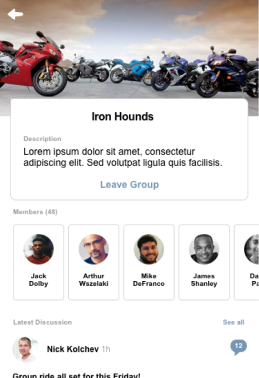 Iron Hounds
Description
Lorem ipsum dolor sit amet, consectetur
adipiscing elit. Sed volutpat ligula quis facilisis.
Leave Group
Members (48)
Jack
Dolby
Arthur
Wszelaki
Mike
DeFranco
James
Shanley
Da
Pa
Latest Discussion
See all
Nick Kolchev 1h
12
Group ride all set for this Friday!